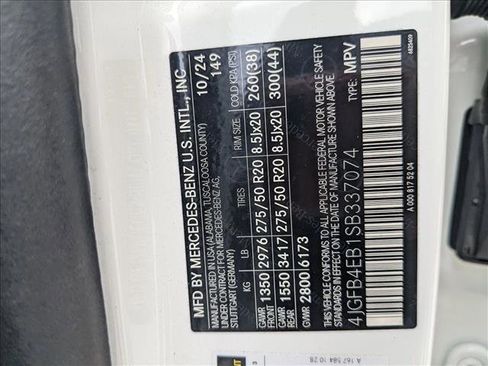 MFD BY MERCEDES-BENZ U.S. INTL., INC
MANUFACTURED IN USA (ALABAMA, TUSCALOOSA COUNTY) 10/24
UNDER CONTRACT FROM MERCEDES-BENZ AG, 149
STUTTGART (GERMANY)
KG LB TIRES RIM SIZE COLD KPA (PSI)
GAWR FRONT 1350 2976 275/50 R20 8.5Jx20 260(38)
GAWR REAR 1550 3417 275/50 R20 8.5Jx20 300(44)
GVWR 2800 6173
THIS VEHICLE CONFORMS TO ALL APPLICABLE FEDERAL MOTOR VEHICLE SAFETY
STANDARDS IN EFFECT ON THE DATE OF MANUFACTURE SHOWN ABOVE.
4JGFB4EB1SB337074 TYPE: MPV
A 000 817 52 04
A 167 584 10 28